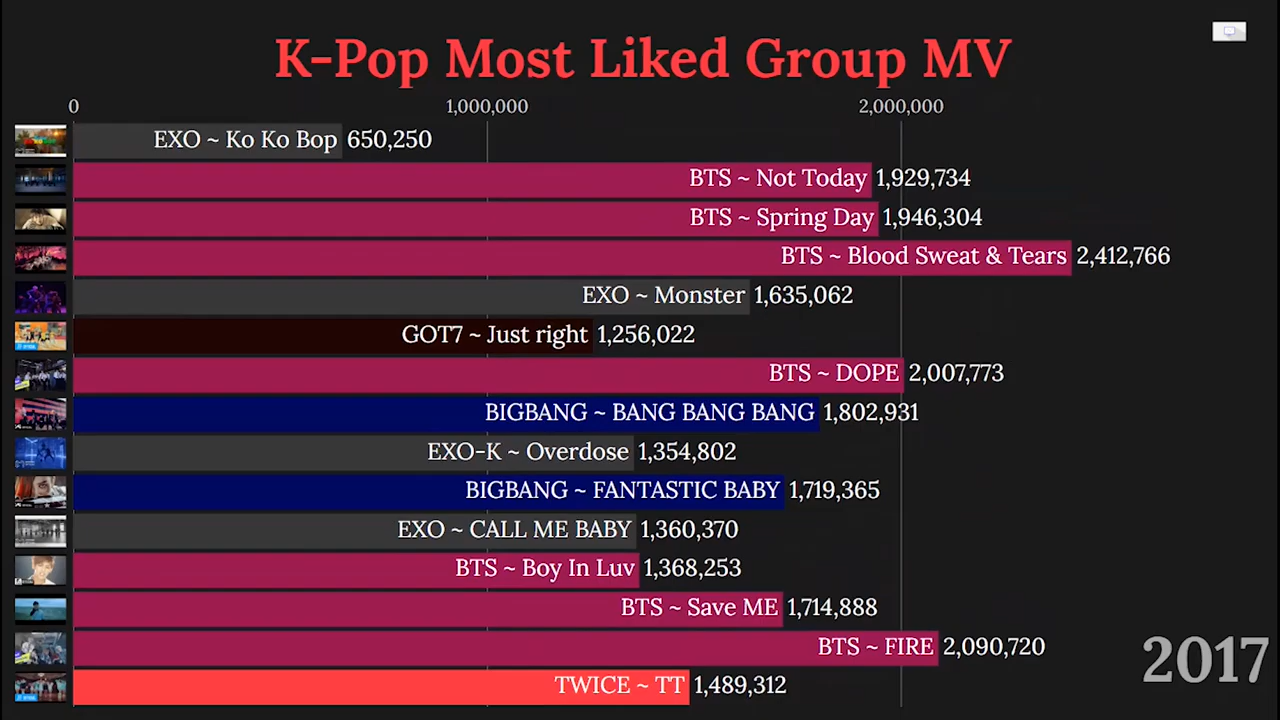 K-Pop Most Liked Group MV
0 1,000,000 2,000,000
EXO ~ Ko Ko Bop 650,250
BTS ~ Not Today 1,929,734
BTS ~ Spring Day 1,946,304
BTS ~ Blood Sweat & Tears 2,412,766
EXO ~ Monster 1,635,062
GOT7 ~ Just right 1,256,022
BTS ~ DOPE 2,007,773
BIGBANG ~ BANG BANG BANG 1,802,931
EXO-K ~ Overdose 1,354,802
BIGBANG ~ FANTASTIC BABY 1,719,365
EXO ~ CALL ME BABY 1,360,370
BTS ~ Boy In Luv 1,368,253
BTS ~ Save ME 1,714,888
BTS ~ FIRE 2,090,720
TWICE ~ TT 1,489,312
2017